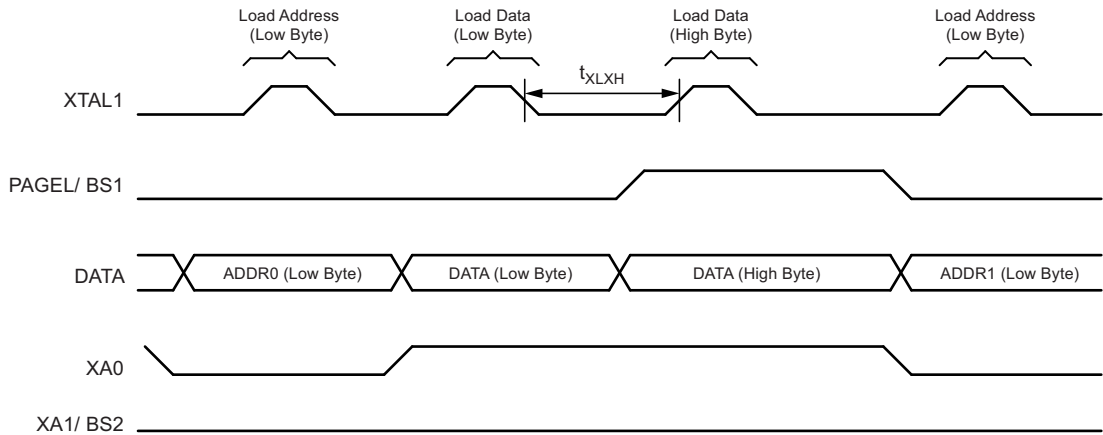 Load Address
(Low Byte)
Load Data
(Low Byte)
Load Data
(High Byte)
Load Address
(Low Byte)
tXLXH
XTAL1
PAGEL/ BS1
DATA
ADDR0 (Low Byte)
DATA (Low Byte)
DATA (High Byte)
ADDR1 (Low Byte)
XA0
XA1/ BS2